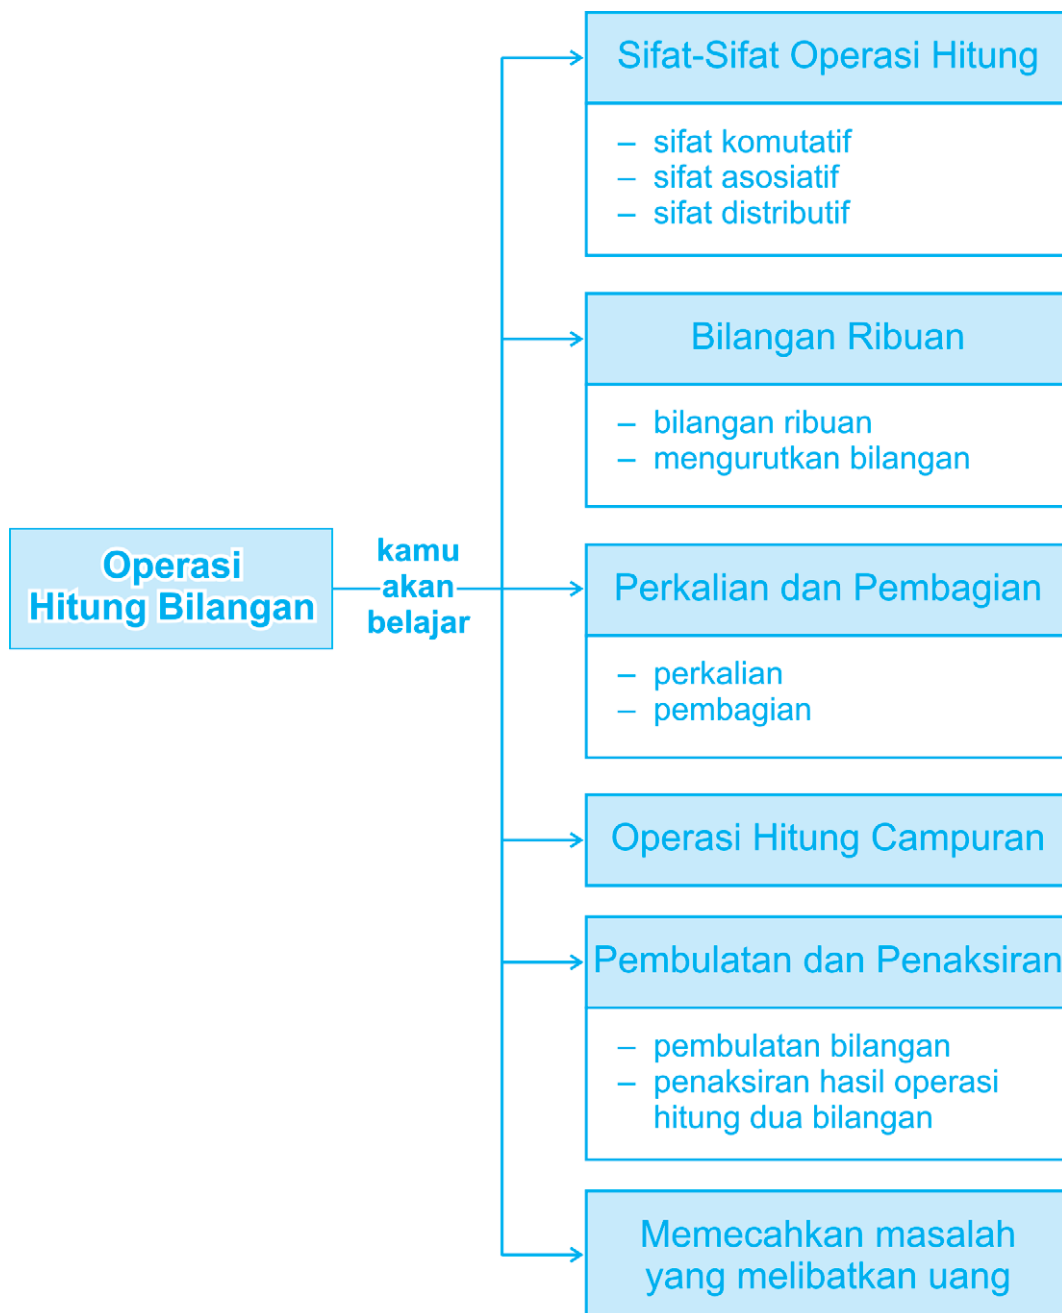 Operasi
Hitung Bilangan
kamu
akan
belajar
Sifat-Sifat Operasi Hitung
– sifat komutatif
– sifat asosiatif
– sifat distributif
Bilangan Ribuan
– bilangan ribuan
– mengurutkan bilangan
Perkalian dan Pembagian
– perkalian
– pembagian
Operasi Hitung Campuran
Pembulatan dan Penaksiran
– pembulatan bilangan
– penaksiran hasil operasi
hitung dua bilangan
Memecahkan masalah
yang melibatkan uang